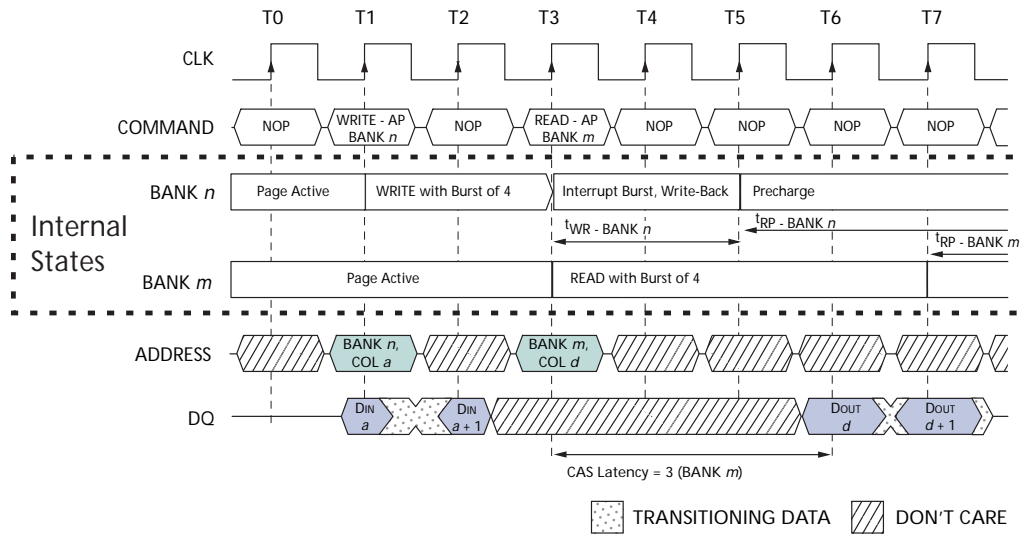 T0 T1 T2 T3 T4 T5 T6 T7
CLK
COMMAND NOP WRITE - AP BANK n NOP READ - AP BANK m NOP NOP NOP NOP
Internal States
BANK n Page Active WRITE with Burst of 4 Interrupt Burst, Write-Back Precharge
tWR - BANK n tRP - BANK n
tRP - BANK m
BANK m Page Active READ with Burst of 4
ADDRESS BANK n, COL a BANK m, COL d
DQ DIN a DIN a + 1 DOUT d DOUT d + 1
CAS Latency = 3 (BANK m)
TRANSITIONING DATA DON'T CARE